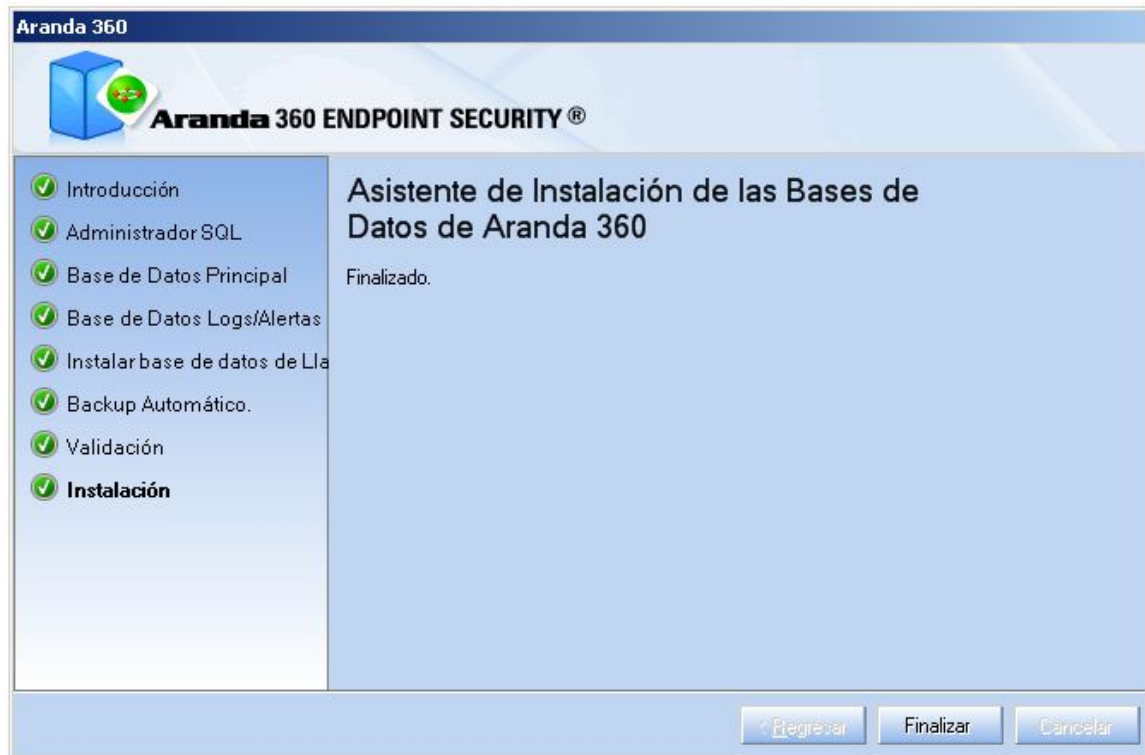 Aranda 360
Aranda 360 ENDPOINT SECURITY ®
Introducción
Administrador SQL
Base de Datos Principal
Base de Datos Logs/Alertas
Instalar base de datos de Lla
Backup Automático.
Validación
Instalación
Asistente de Instalación de las Bases de
Datos de Aranda 360
Finalizado.
< Regresar
Finalizar
Cancelar